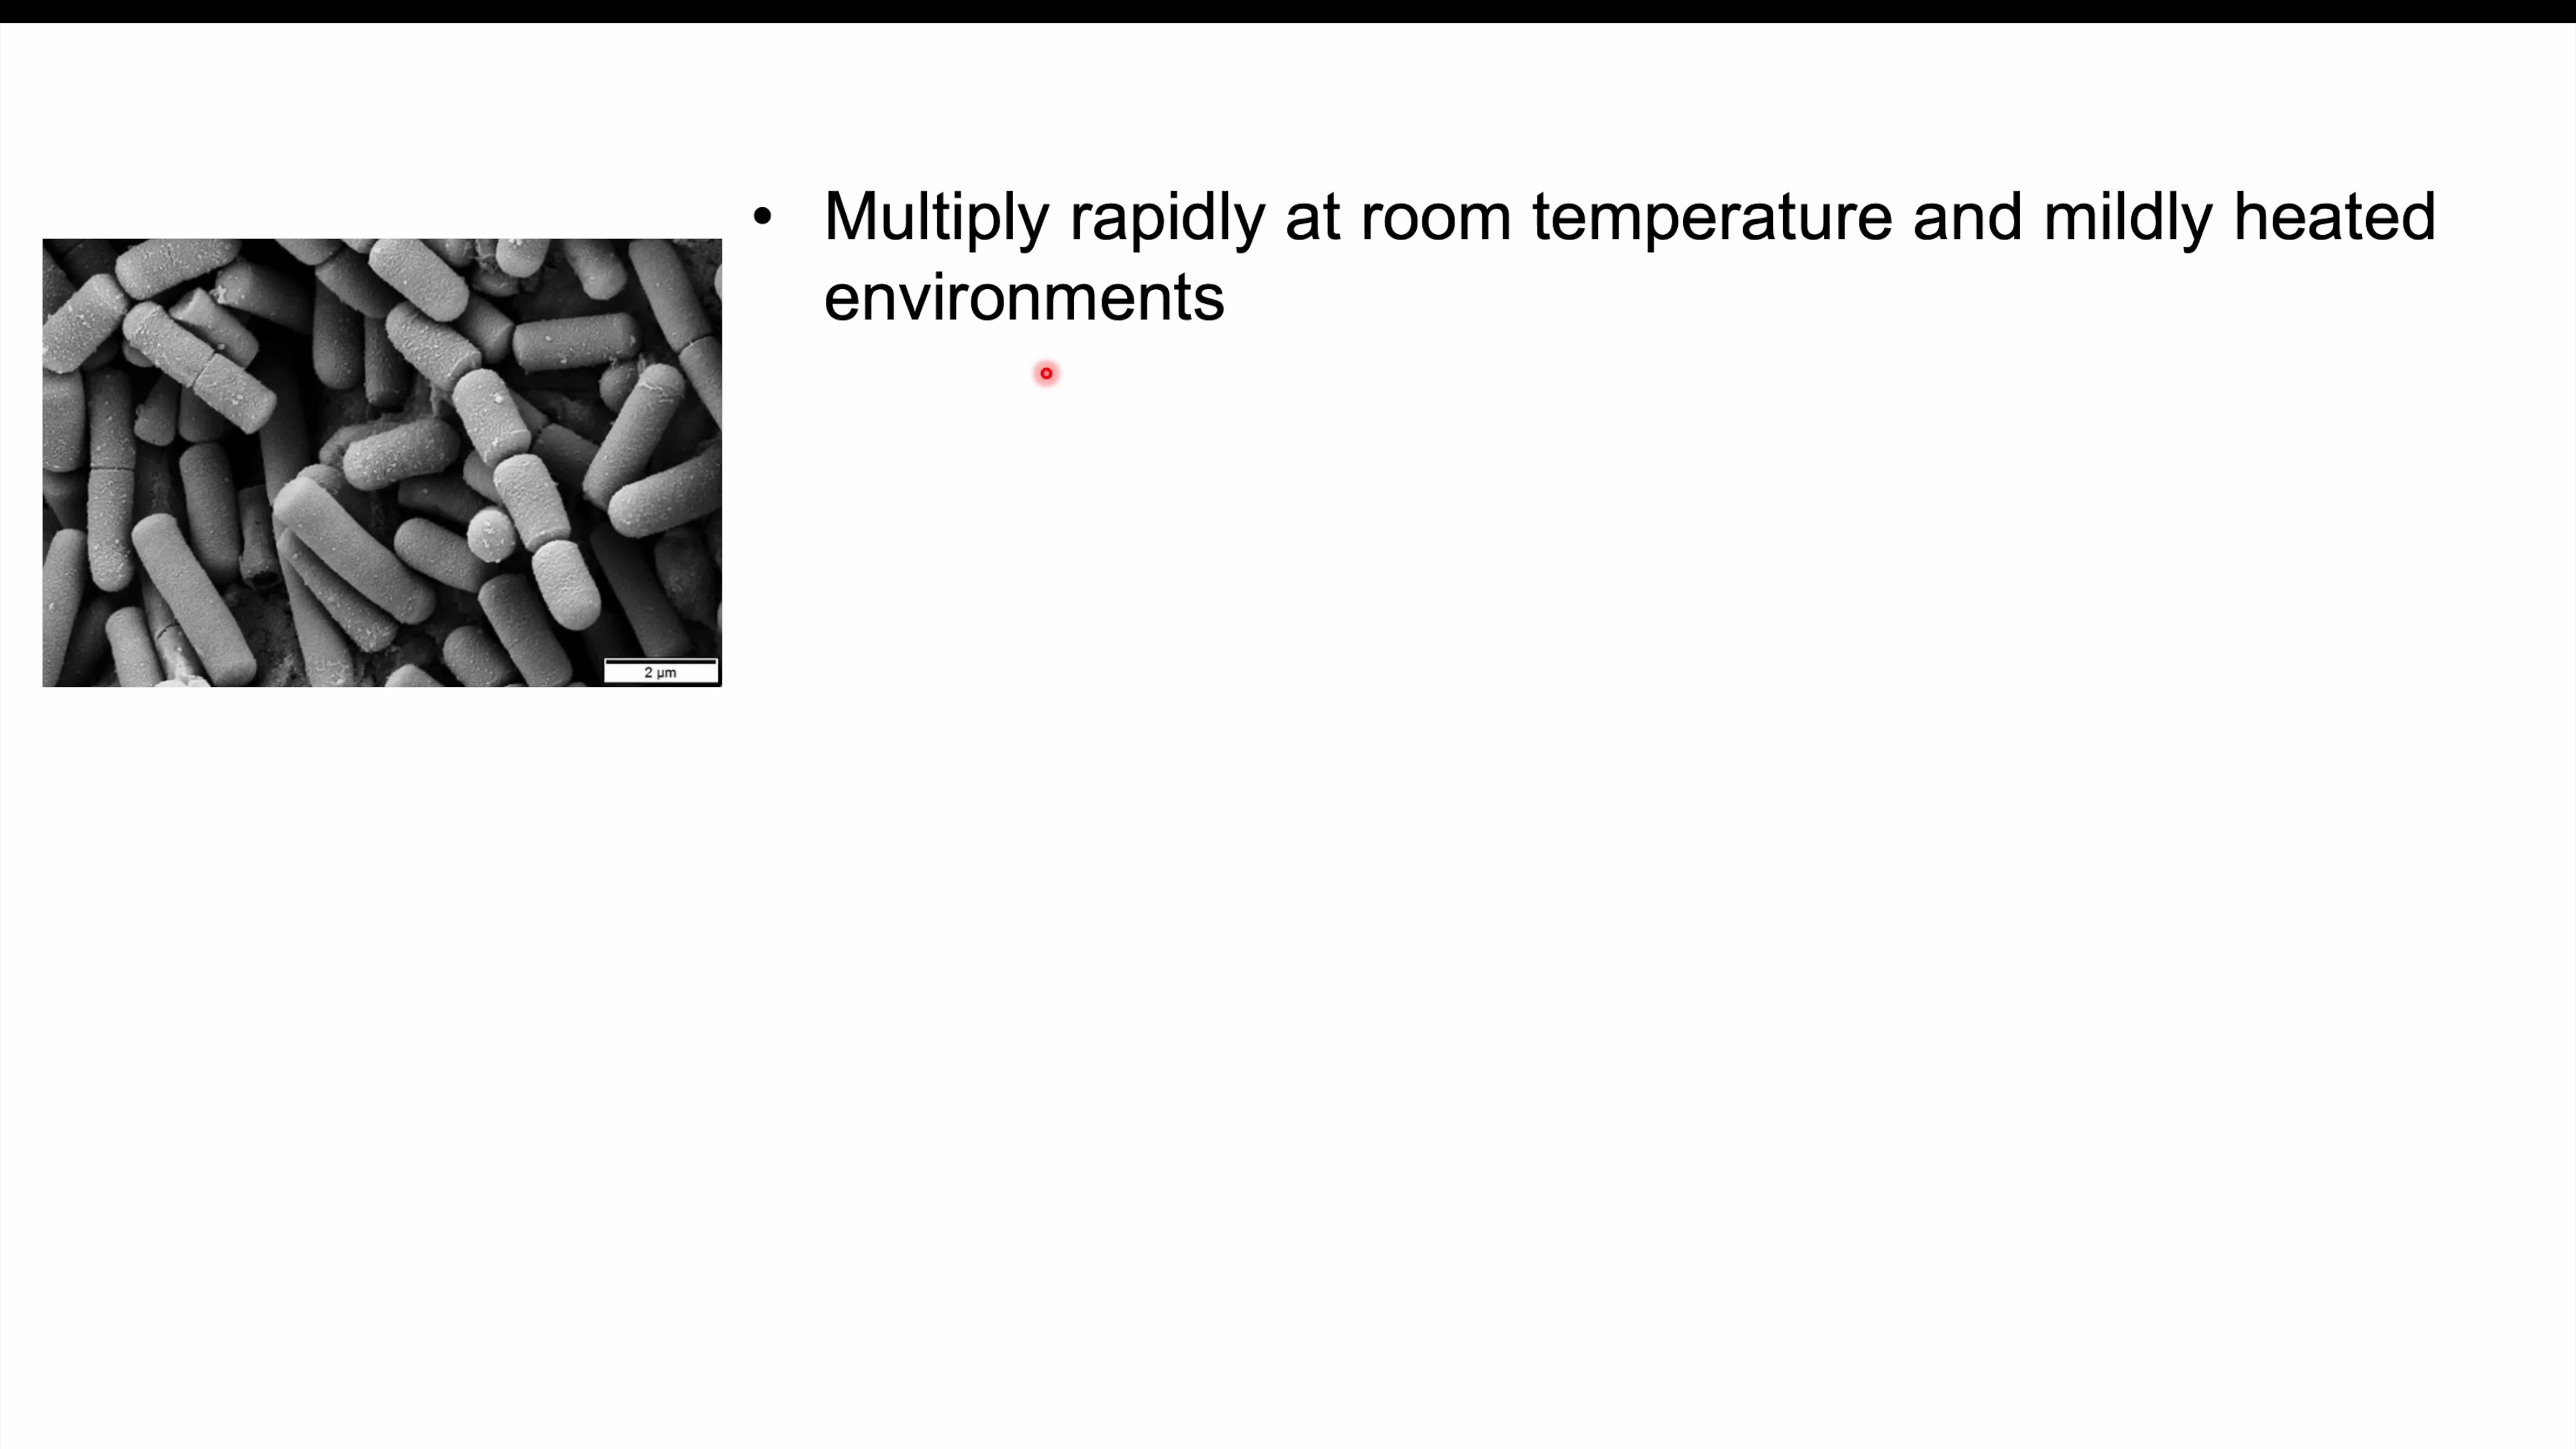 • Multiply rapidly at room temperature and mildly heated
environments
2 µm